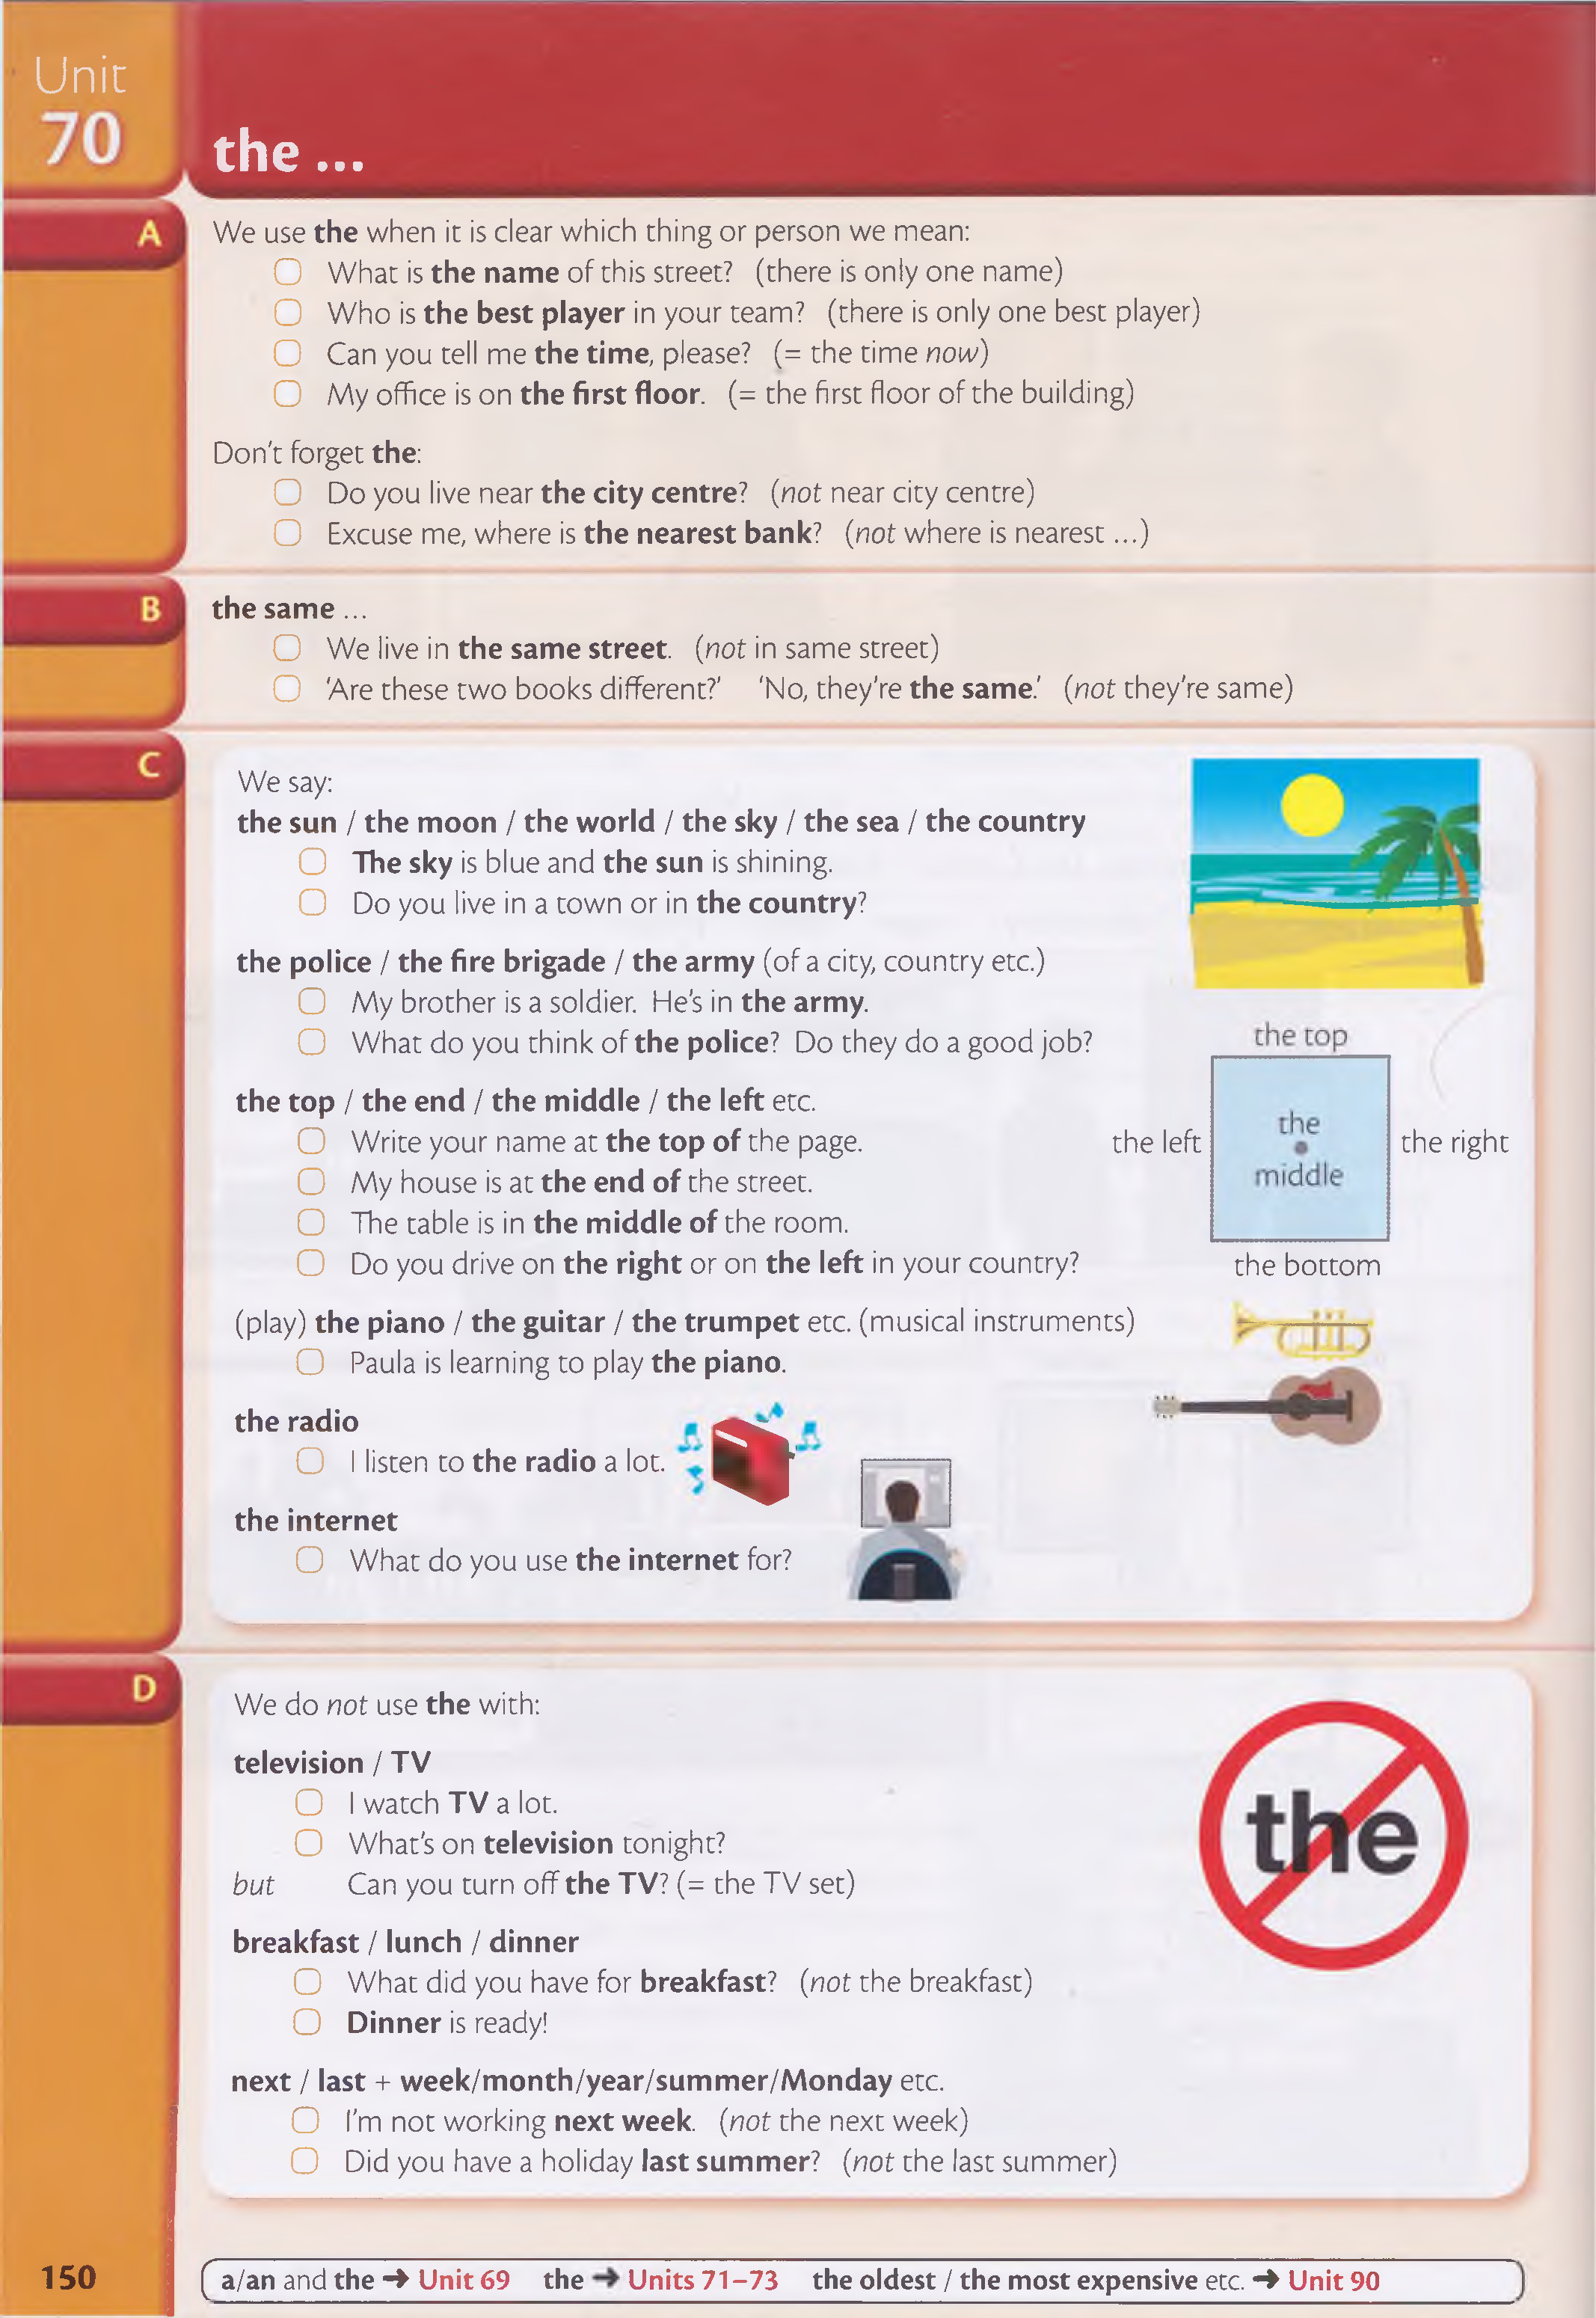 Unit
70
the ...
A
We use the when it is clear which thing or person we mean:
What is the name of this street? (there is only one name)
Who is the best player in your team? (there is only one best player)
Can you tell me the time, please? (= the time now)
My office is on the first floor. (= the first floor of the building)
Don't forget the:
Do you live near the city centre? (not near city centre)
Excuse me, where is the nearest bank? (not where is nearest ...)
B
the same ...
We live in the same street. (not in same street)
'Are these two books different?' 'No, they're the same.' (not they're same)
C
We say:
the sun / the moon / the world / the sky / the sea / the country
The sky is blue and the sun is shining.
Do you live in a town or in the country?
the police / the fire brigade / the army (of a city, country etc.)
My brother is a soldier. He's in the army.
What do you think of the police? Do they do a good job?
the top / the end / the middle / the left etc.
Write your name at the top of the page.
My house is at the end of the street.
The table is in the middle of the room.
Do you drive on the right or on the left in your country?
the top
the left
the
middle
the right
the bottom
(play) the piano / the guitar / the trumpet etc. (musical instruments)
Paula is learning to play the piano.
the radio
I listen to the radio a lot.
the internet
What do you use the internet for?
D
We do not use the with:
television / TV
I watch TV a lot.
What's on television tonight?
but Can you turn off the TV? (= the TV set)
the
breakfast / lunch / dinner
What did you have for breakfast? (not the breakfast)
Dinner is ready!
next / last + week/month/year/summer/Monday etc.
I'm not working next week. (not the next week)
Did you have a holiday last summer? (not the last summer)
150
a/an and the ➜ Unit 69 the ➜ Units 71–73 the oldest / the most expensive etc. ➜ Unit 90